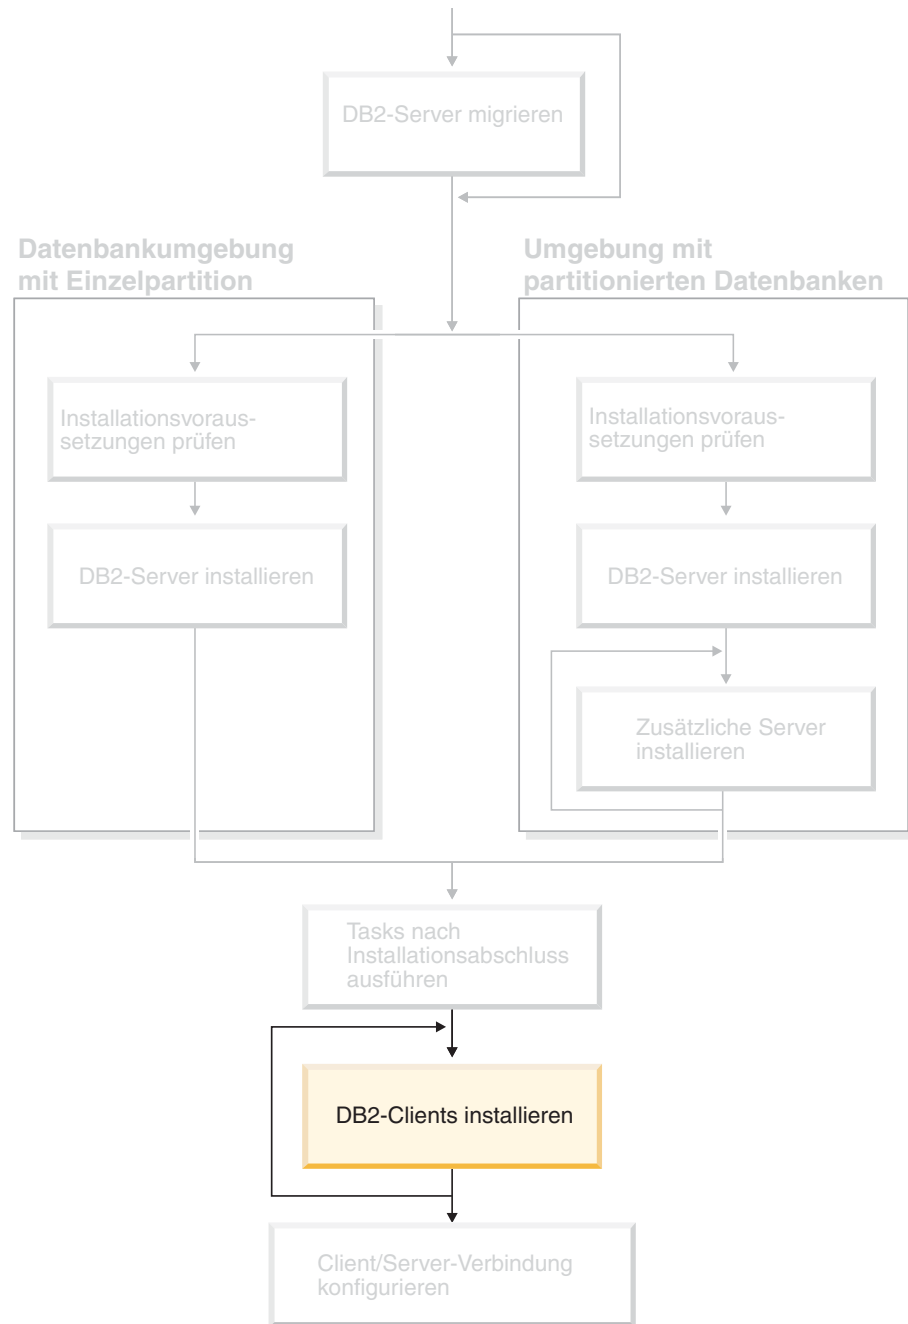 DB2-Server migrieren
Datenbankumgebung
mit Einzelpartition
Umgebung mit
partitionierten Datenbanken
Installationsvoraus-
setzungen prüfen
DB2-Server installieren
Installationsvoraus-
setzungen prüfen
DB2-Server installieren
Zusätzliche Server
installieren
Tasks nach
Installationsabschluss
ausführen
DB2-Clients installieren
Client/Server-Verbindung
konfigurieren